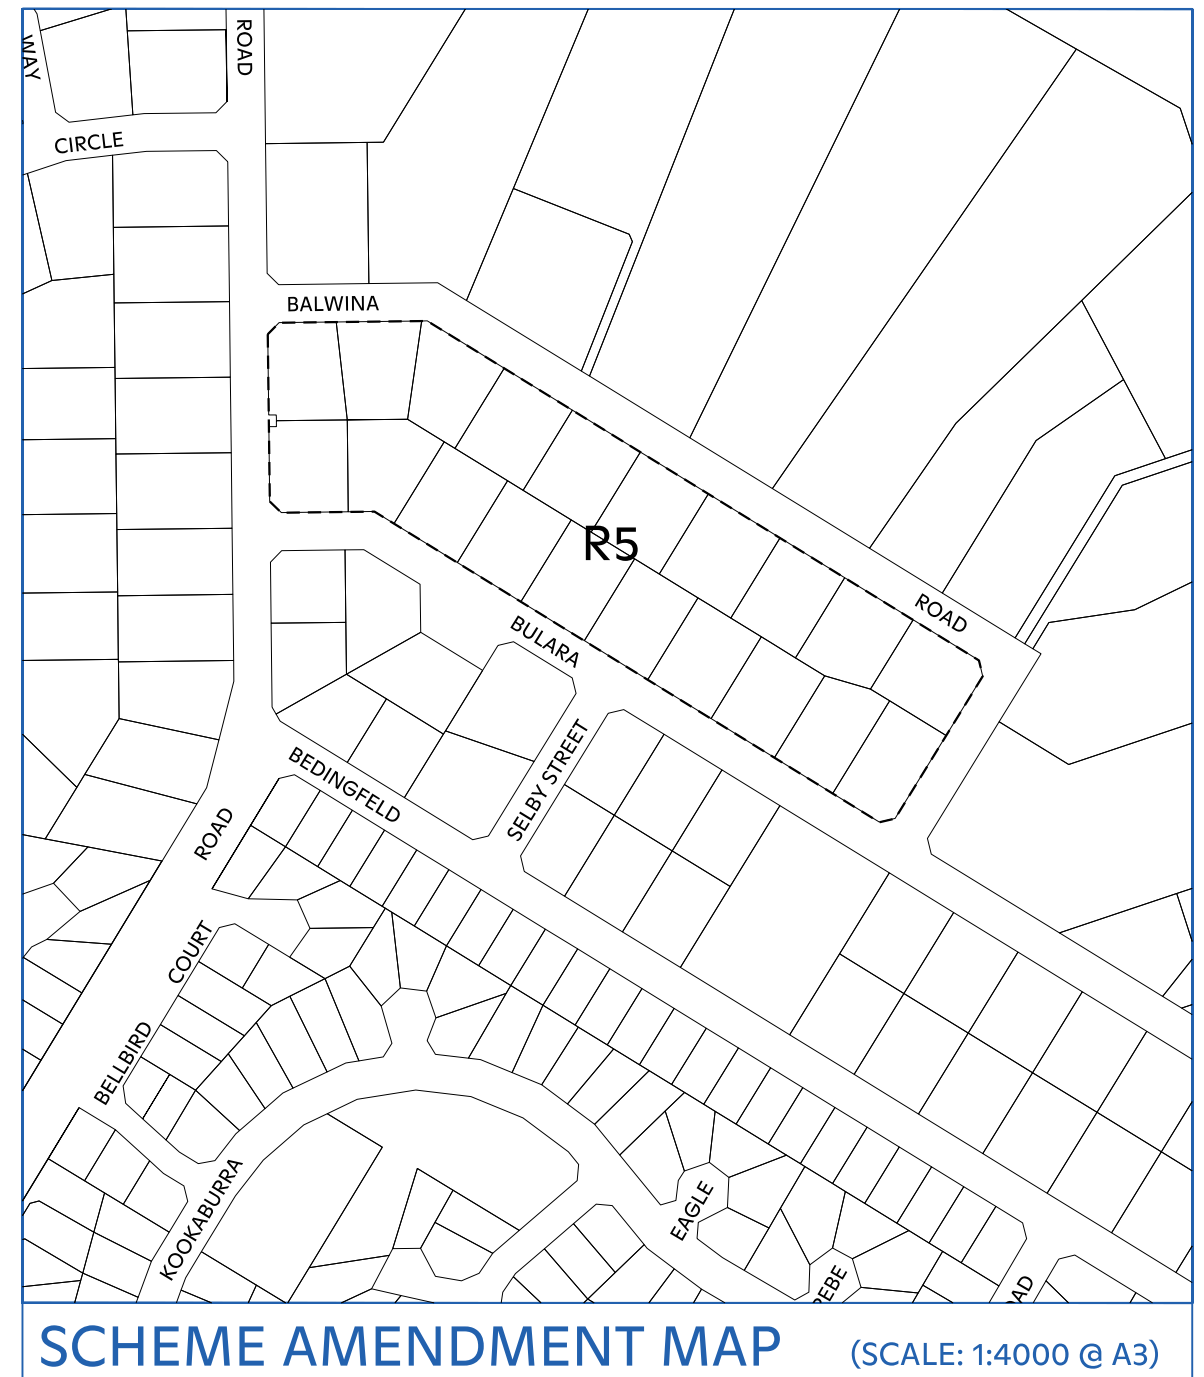 WAY
ROAD
CIRCLE
BALWINA
R5
ROAD
BULARA
SELBY STREET
BEDINGFELD
ROAD
COURT
BELLBIRD
KOOKABURRA
EAGLE
SCHEME AMENDMENT MAP
(SCALE: 1:4000 @ A3)